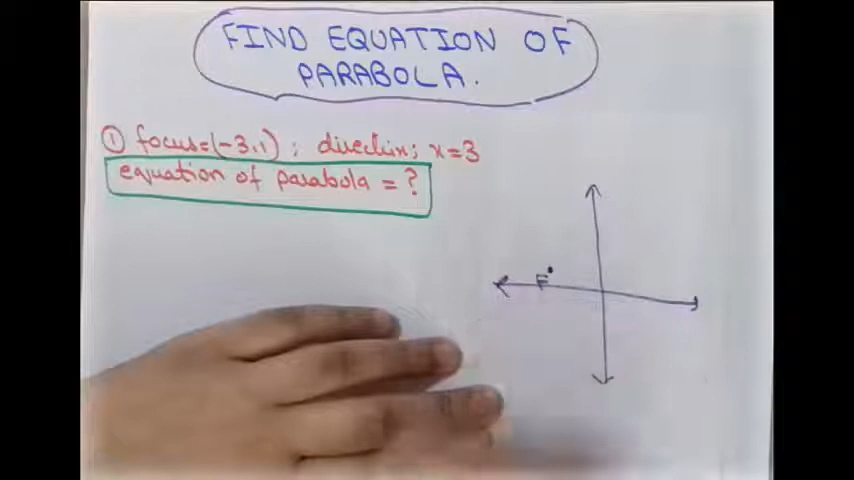 FIND EQUATION OF
PARABOLA.
① focus=(-3,1) ; directrix; x=3
equation of parabola = ?
F